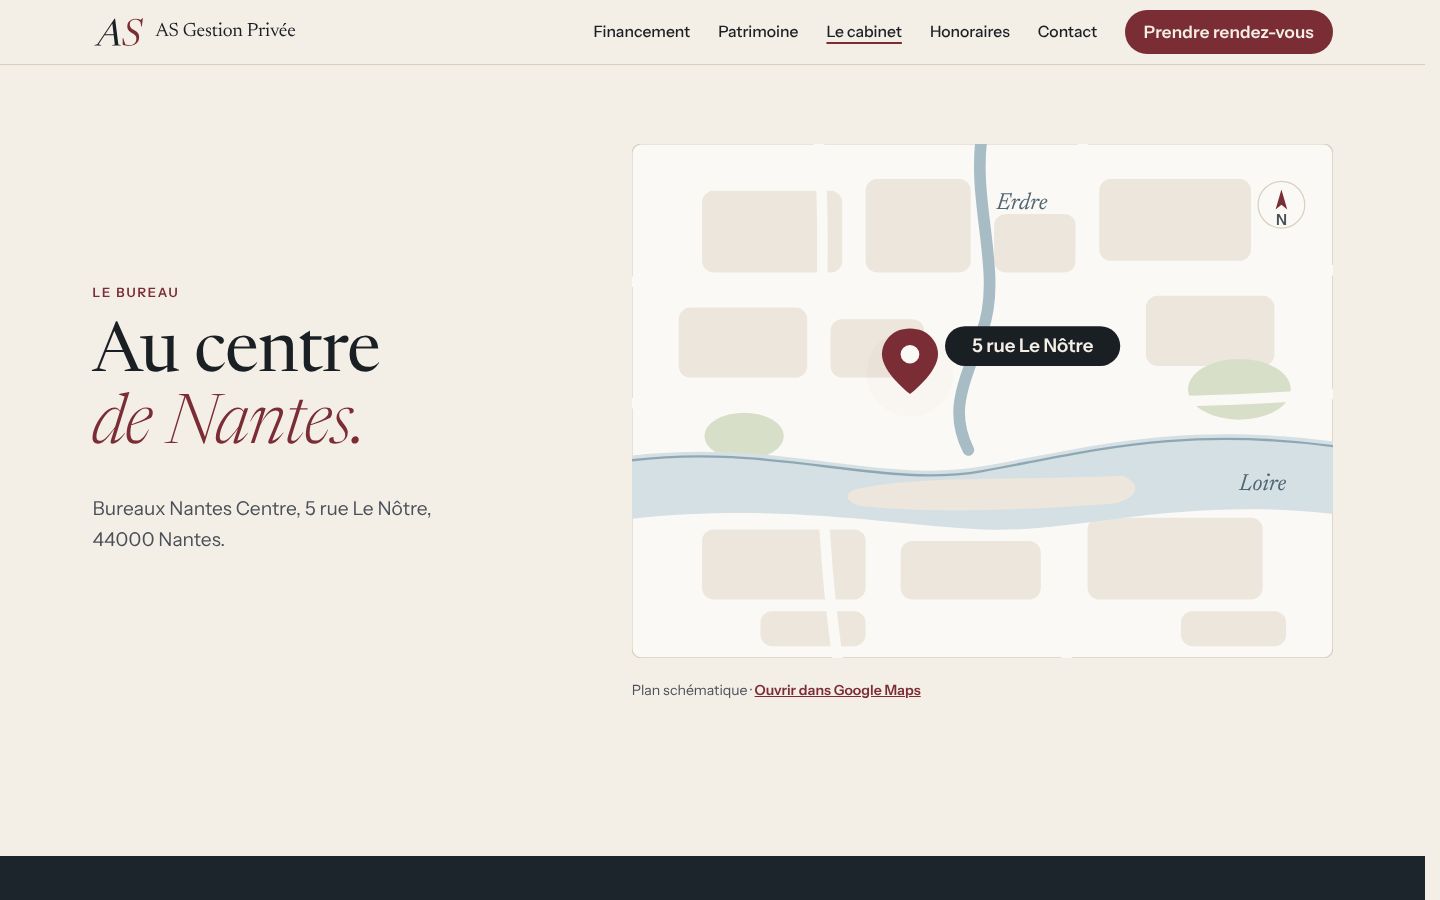 AS AS Gestion Privée
Financement Patrimoine Le cabinet Honoraires Contact Prendre rendez-vous
LE BUREAU
Au centre
de Nantes.
Bureaux Nantes Centre, 5 rue Le Nôtre,
44000 Nantes.
Erdre
N
5 rue Le Nôtre
Loire
Plan schématique · Ouvrir dans Google Maps